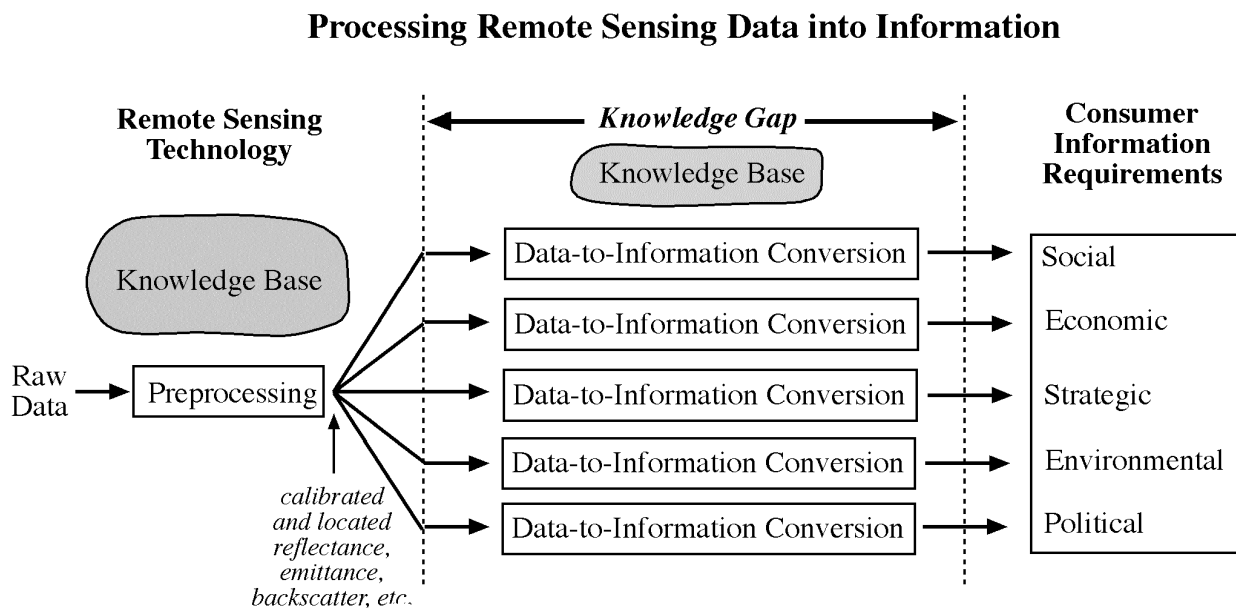 Processing Remote Sensing Data into Information
Remote Sensing
Technology
Knowledge Gap
Consumer
Information
Requirements
Knowledge Base
Knowledge Base
Raw
Data
Preprocessing
calibrated
and located
reflectance,
emittance,
backscatter, etc.
Data-to-Information Conversion
Social
Data-to-Information Conversion
Economic
Data-to-Information Conversion
Strategic
Data-to-Information Conversion
Environmental
Data-to-Information Conversion
Political